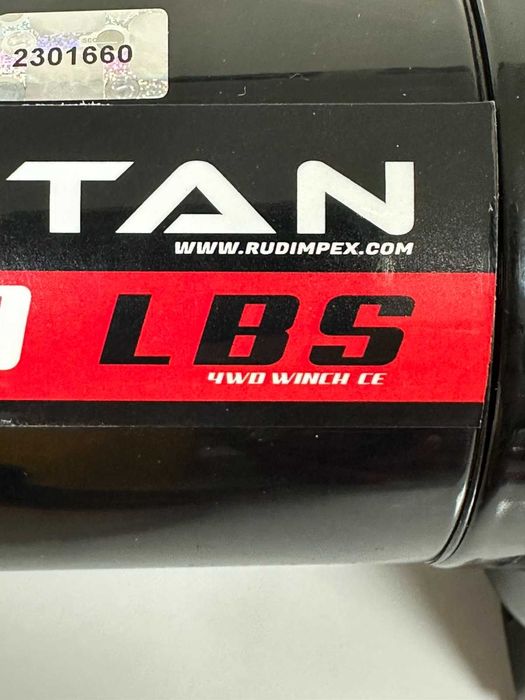 2301660
TAN
WWW.RUDIMPEX.COM
LBS
4WD WINCH CE